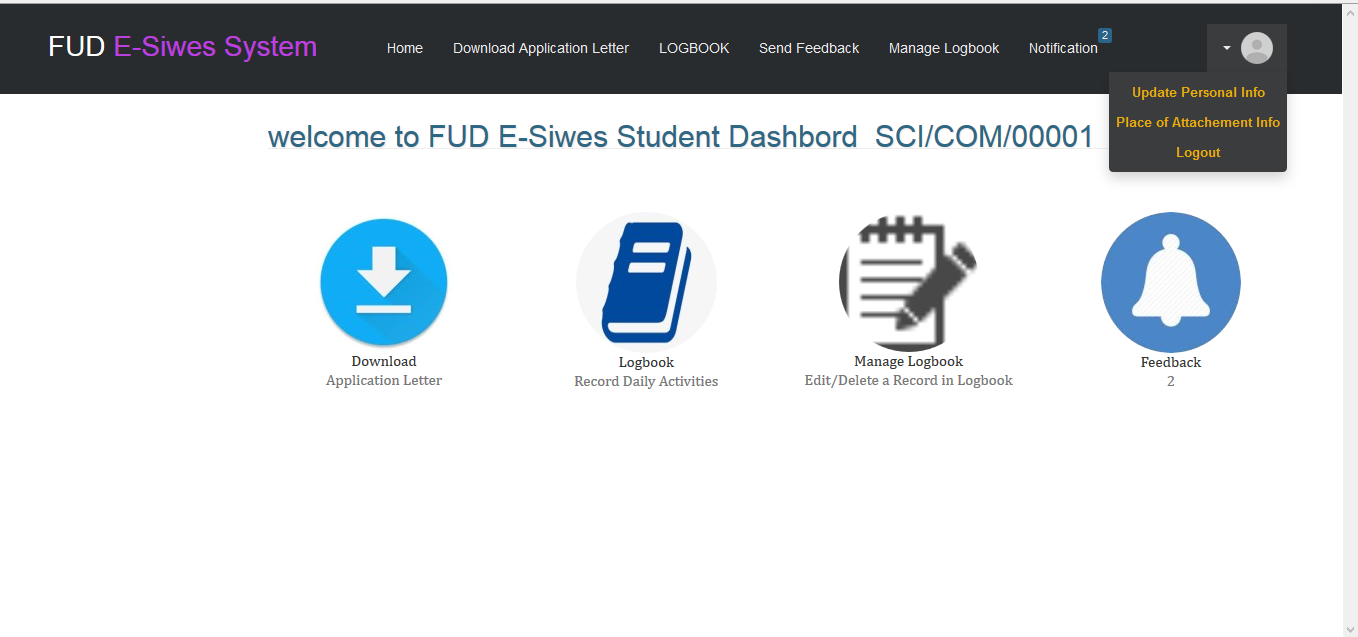 FUD E-Siwes System
Home Download Application Letter LOGBOOK Send Feedback Manage Logbook Notification 2
Update Personal Info
Place of Attachement Info
Logout
welcome to FUD E-Siwes Student Dashbord SCI/COM/00001
Download
Application Letter
Logbook
Record Daily Activities
Manage Logbook
Edit/Delete a Record in Logbook
Feedback
2